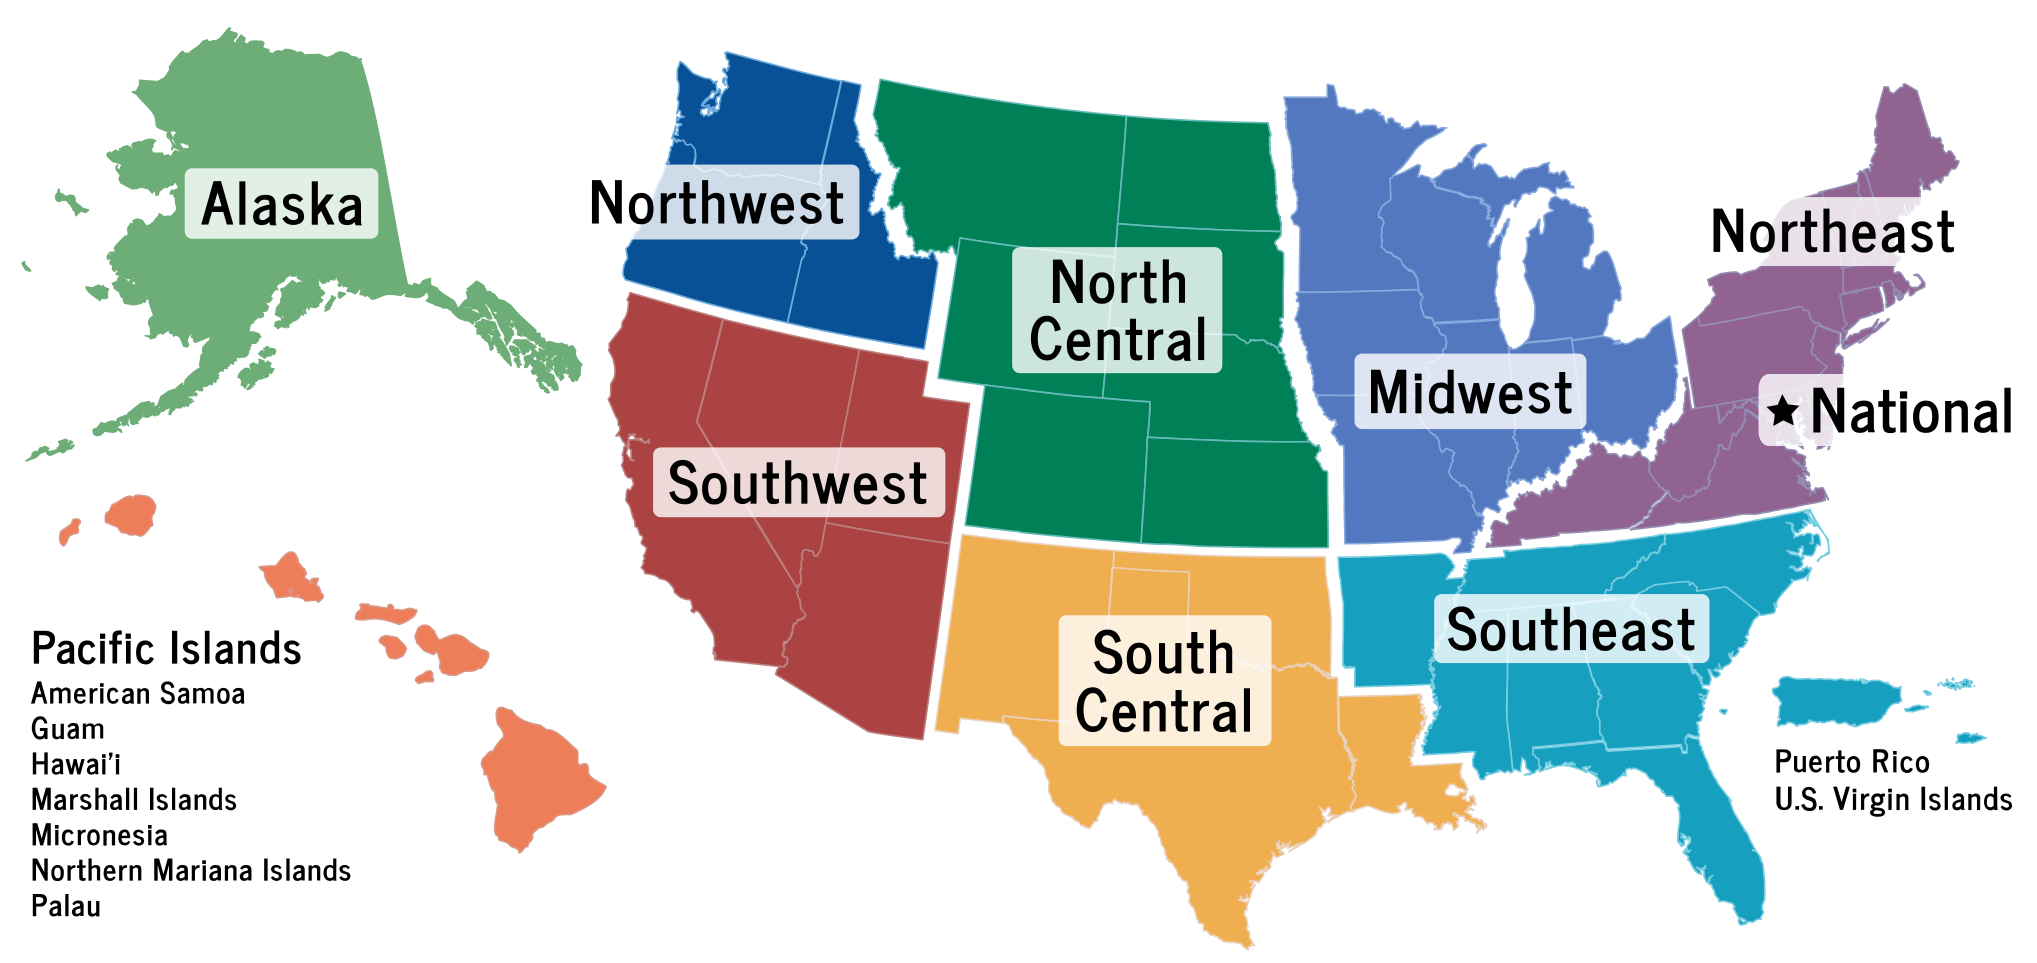 Alaska
Northwest
North
Central
Midwest
Northeast
★ National
Southwest
South
Central
Southeast
Pacific Islands
American Samoa
Guam
Hawai'i
Marshall Islands
Micronesia
Northern Mariana Islands
Palau
Puerto Rico
U.S. Virgin Islands